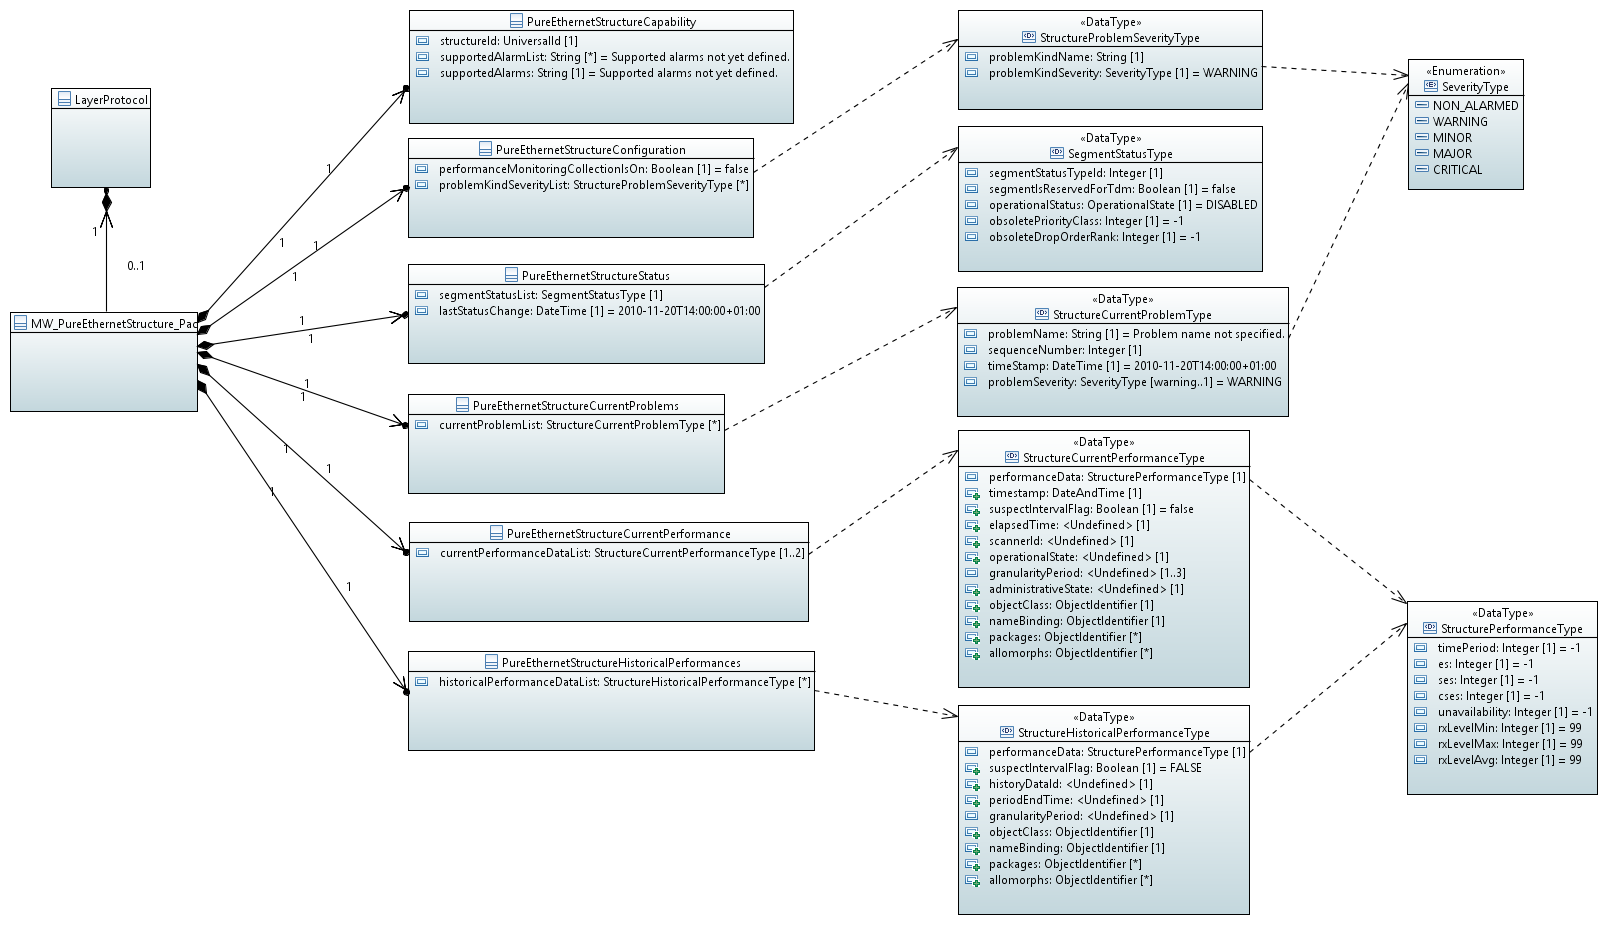 LayerProtocol
1
0..1
MW_PureEthernetStructure_Pac
PureEthernetStructureCapability
structureId: UniversalId [1]
supportedAlarmList: String [*] = Supported alarms not yet defined.
supportedAlarms: String [1] = Supported alarms not yet defined.
1
1
PureEthernetStructureConfiguration
performanceMonitoringCollectionIsOn: Boolean [1] = false
problemKindSeverityList: StructureProblemSeverityType [*]
1
1
PureEthernetStructureStatus
segmentStatusList: SegmentStatusType [1]
lastStatusChange: DateTime [1] = 2010-11-20T14:00:00+01:00
1
1
PureEthernetStructureCurrentProblems
currentProblemList: StructureCurrentProblemType [*]
1
1
PureEthernetStructureCurrentPerformance
currentPerformanceDataList: StructureCurrentPerformanceType [1..2]
1
1
PureEthernetStructureHistoricalPerformances
historicalPerformanceDataList: StructureHistoricalPerformanceType [*]
1
1
«DataType»
StructureProblemSeverityType
problemKindName: String [1]
problemKindSeverity: SeverityType [1] = WARNING
«DataType»
SegmentStatusType
segmentStatusTypeId: Integer [1]
segmentIsReservedForTdm: Boolean [1] = false
operationalStatus: OperationalState [1] = DISABLED
obsoletePriorityClass: Integer [1] = -1
obsoleteDropOrderRank: Integer [1] = -1
«DataType»
StructureCurrentProblemType
problemName: String [1] = Problem name not specified.
sequenceNumber: Integer [1]
timeStamp: DateTime [1] = 2010-11-20T14:00:00+01:00
problemSeverity: SeverityType [warning..1] = WARNING
«DataType»
StructureCurrentPerformanceType
performanceData: StructurePerformanceType [1]
timestamp: DateAndTime [1]
suspectIntervalFlag: Boolean [1] = false
elapsedTime: <Undefined> [1]
scannerId: <Undefined> [1]
operationalState: <Undefined> [1]
granularityPeriod: <Undefined> [1..3]
administrativeState: <Undefined> [1]
objectClass: ObjectIdentifier [1]
nameBinding: ObjectIdentifier [1]
packages: ObjectIdentifier [*]
allomorphs: ObjectIdentifier [*]
«DataType»
StructureHistoricalPerformanceType
performanceData: StructurePerformanceType [1]
suspectIntervalFlag: Boolean [1] = FALSE
historyDataId: <Undefined> [1]
periodEndTime: <Undefined> [1]
granularityPeriod: <Undefined> [1]
objectClass: ObjectIdentifier [1]
nameBinding: ObjectIdentifier [1]
packages: ObjectIdentifier [*]
allomorphs: ObjectIdentifier [*]
«Enumeration»
SeverityType
NON_ALARMED
WARNING
MINOR
MAJOR
CRITICAL
«DataType»
StructurePerformanceType
timePeriod: Integer [1] = -1
es: Integer [1] = -1
ses: Integer [1] = -1
cses: Integer [1] = -1
unavailability: Integer [1] = -1
rxLevelMin: Integer [1] = 99
rxLevelMax: Integer [1] = 99
rxLevelAvg: Integer [1] = 99